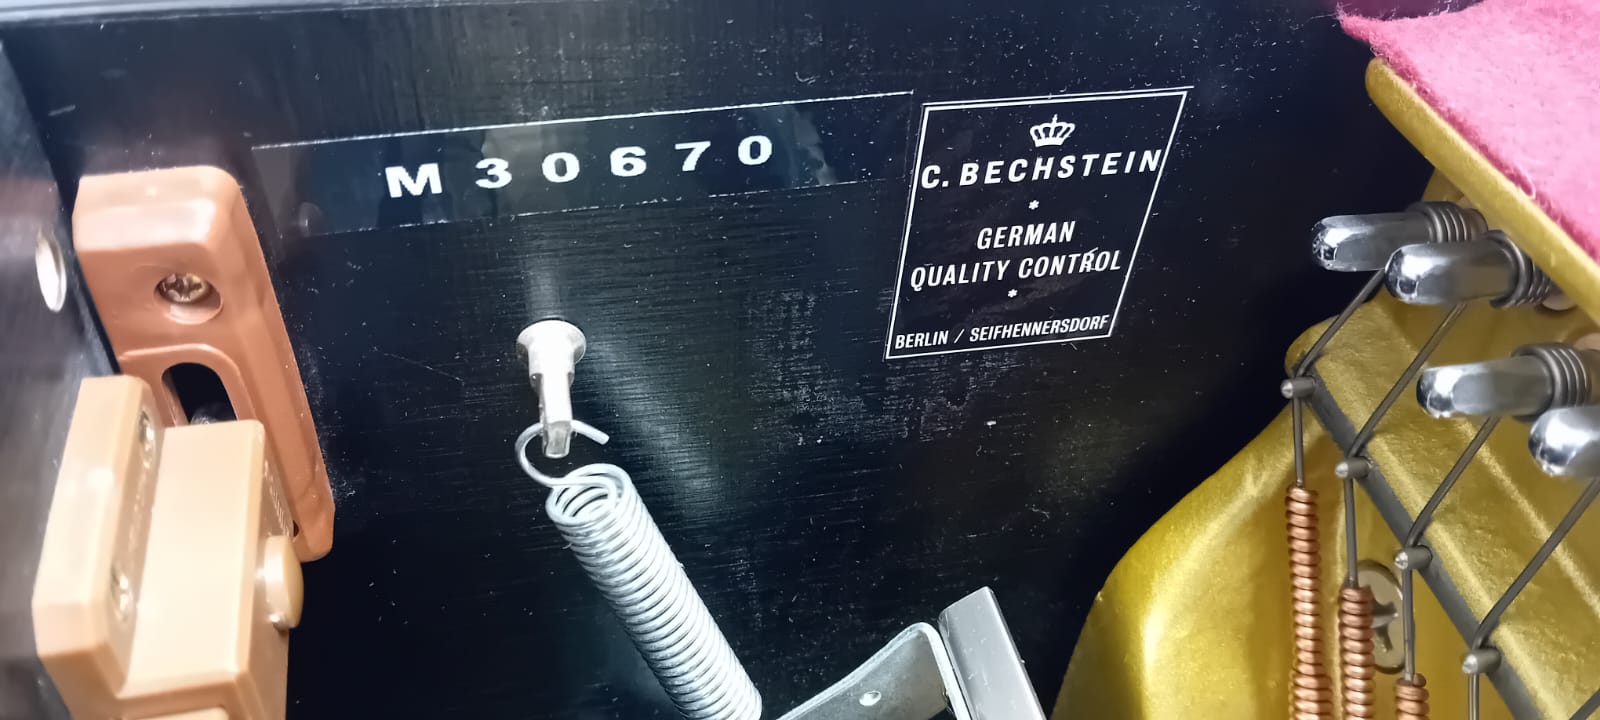 M30670
C. BECHSTEIN
*
GERMAN
QUALITY CONTROL
*
BERLIN / SEIFHENNERSDORF